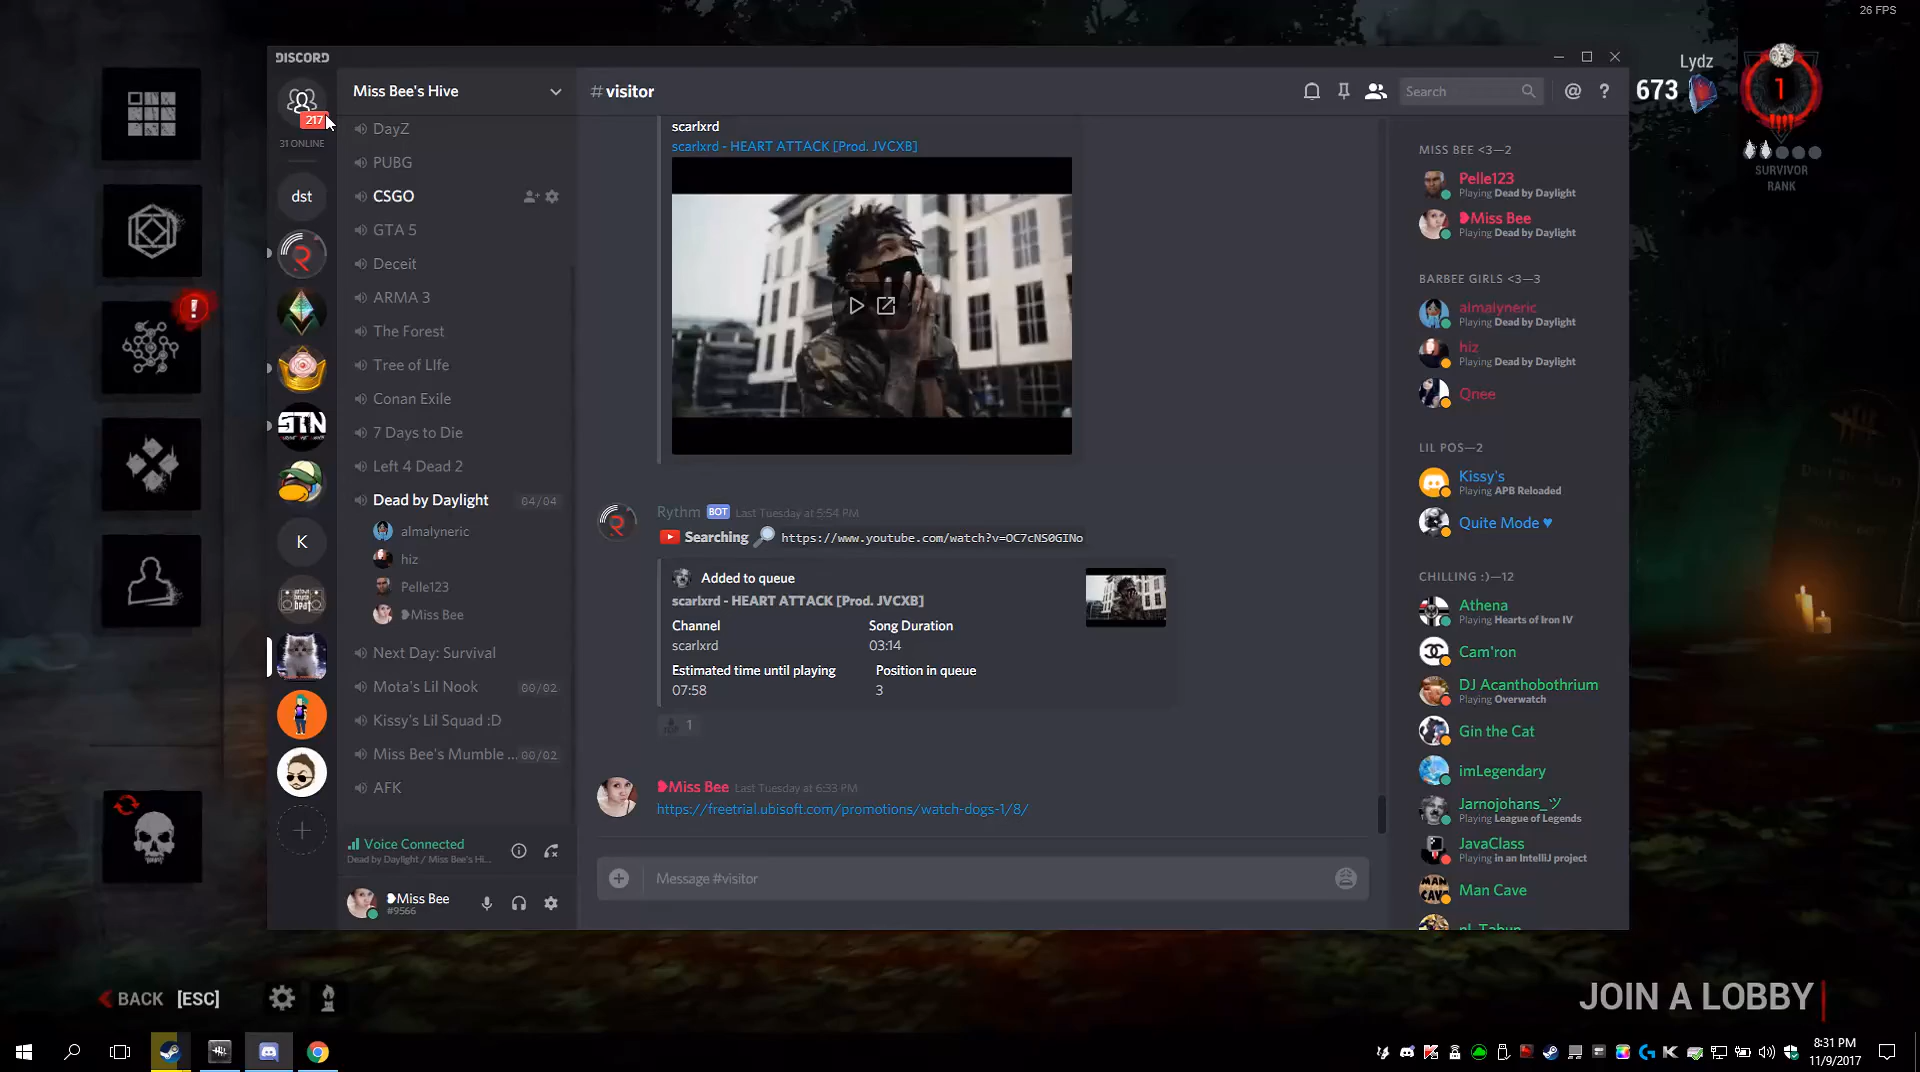 26 FPS
DISCORD
Lydz
673
1
SURVIVOR
RANK
217
31 ONLINE
dst
STN
K
Miss Bee's Hive
DayZ
PUBG
CSGO
GTA 5
Deceit
ARMA 3
The Forest
Tree of LIfe
Conan Exile
7 Days to Die
Left 4 Dead 2
Dead by Daylight 04/04
almalyneric
hiz
Pelle123
❥Miss Bee
Next Day: Survival
Mota's Lil Nook 00/02
Kissy's Lil Squad :D
Miss Bee's Mumble ... 00/02
AFK
Voice Connected
Dead by Daylight / Miss Bee's Hi...
❥Miss Bee
#9566
#visitor
Search
scarlxrd
scarlxrd - HEART ATTACK [Prod. JVCXB]
Rythm BOT Last Tuesday at 5:54 PM
Searching https://www.youtube.com/watch?v=OC7cNS0GINo
Added to queue
scarlxrd - HEART ATTACK [Prod. JVCXB]
Channel Song Duration
scarlxrd 03:14
Estimated time until playing Position in queue
07:58 3
1
❥Miss Bee Last Tuesday at 6:33 PM
https://freetrial.ubisoft.com/promotions/watch-dogs-1/8/
Message #visitor
MISS BEE <3—2
Pelle123
Playing Dead by Daylight
❥Miss Bee
Playing Dead by Daylight
BARBEE GIRLS <3—3
almalyneric
Playing Dead by Daylight
hiz
Playing Dead by Daylight
Qnee
LIL POS—2
Kissy's
Playing APB Reloaded
Quite Mode ♥
CHILLING :)—12
Athena
Playing Hearts of Iron IV
Cam'ron
DJ Acanthobothrium
Playing Overwatch
Gin the Cat
imLegendary
Jarnojohans_ツ
Playing League of Legends
JavaClass
Playing in an IntelliJ project
Man Cave
BACK [ESC]
JOIN A LOBBY
8:31 PM
11/9/2017